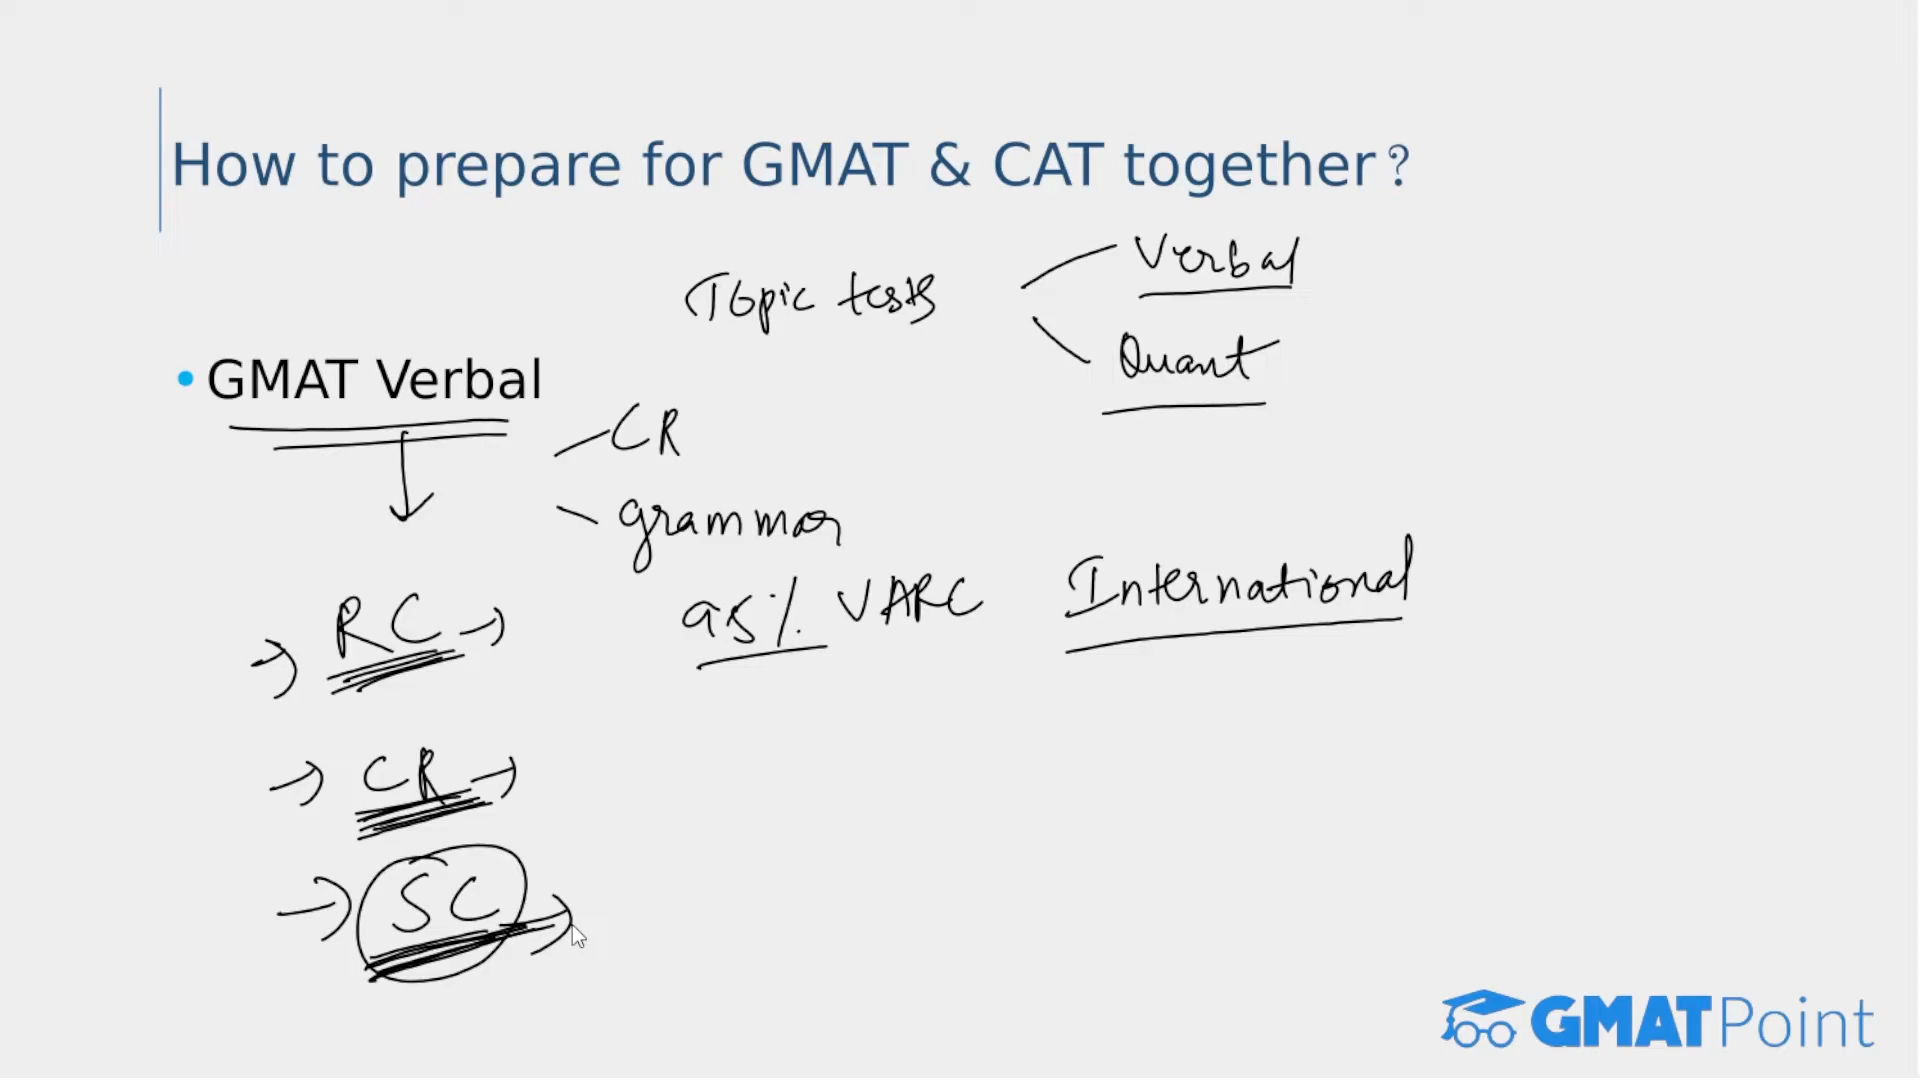 How to prepare for GMAT & CAT together?
Topic tests
Verbal
Quant
• GMAT Verbal
CR
grammar
RC
95% VARC
International
CR
SC
GMATPoint